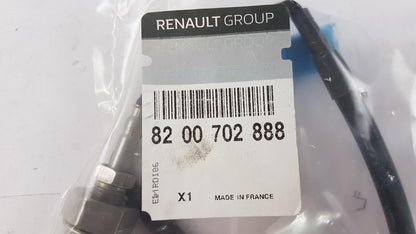 RENAULT GROUP
82 00 702 888
X1
MADE IN FRANCE